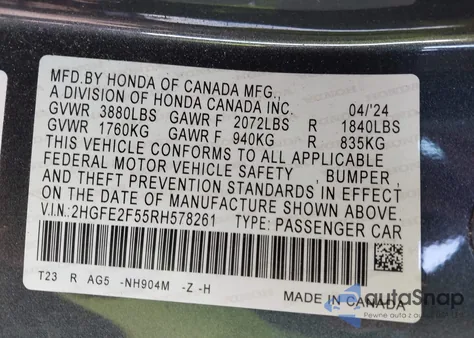 MFD.BY HONDA OF CANADA MFG.,
A DIVISION OF HONDA CANADA INC. 04/'24
GVWR 3880LBS GAWR F 2072LBS R 1840LBS
GVWR 1760KG GAWR F 940KG R 835KG
THIS VEHICLE CONFORMS TO ALL APPLICABLE
FEDERAL MOTOR VEHICLE SAFETY , BUMPER ,
AND THEFT PREVENTION STANDARDS IN EFFECT
ON THE DATE OF MANUFACTURE SHOWN ABOVE.
V.I.N.:2HGFE2F55RH578261 TYPE: PASSENGER CAR
T23 R AG5 -NH904M -Z -H
MADE IN CANADA
autoSnap
Pewne auta z